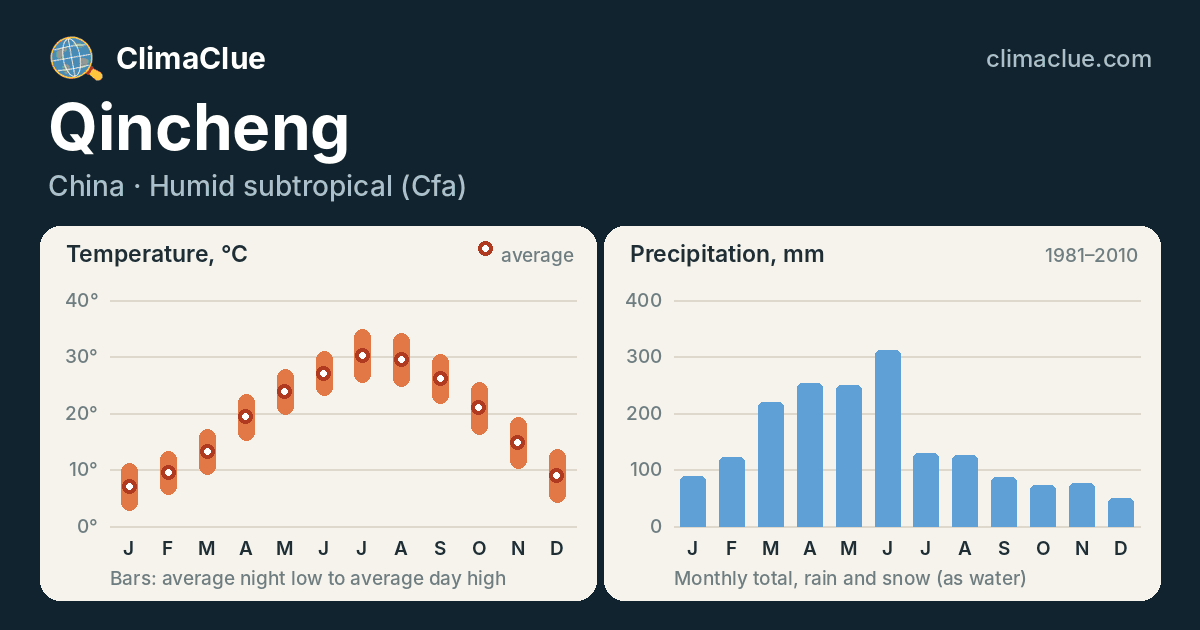 ClimaClue
climaclue.com
Qincheng
China · Humid subtropical (Cfa)
Temperature, °C
average
40°
30°
20°
10°
0°
J F M A M J J A S O N D
Bars: average night low to average day high
Precipitation, mm
1981–2010
400
300
200
100
0
J F M A M J J A S O N D
Monthly total, rain and snow (as water)